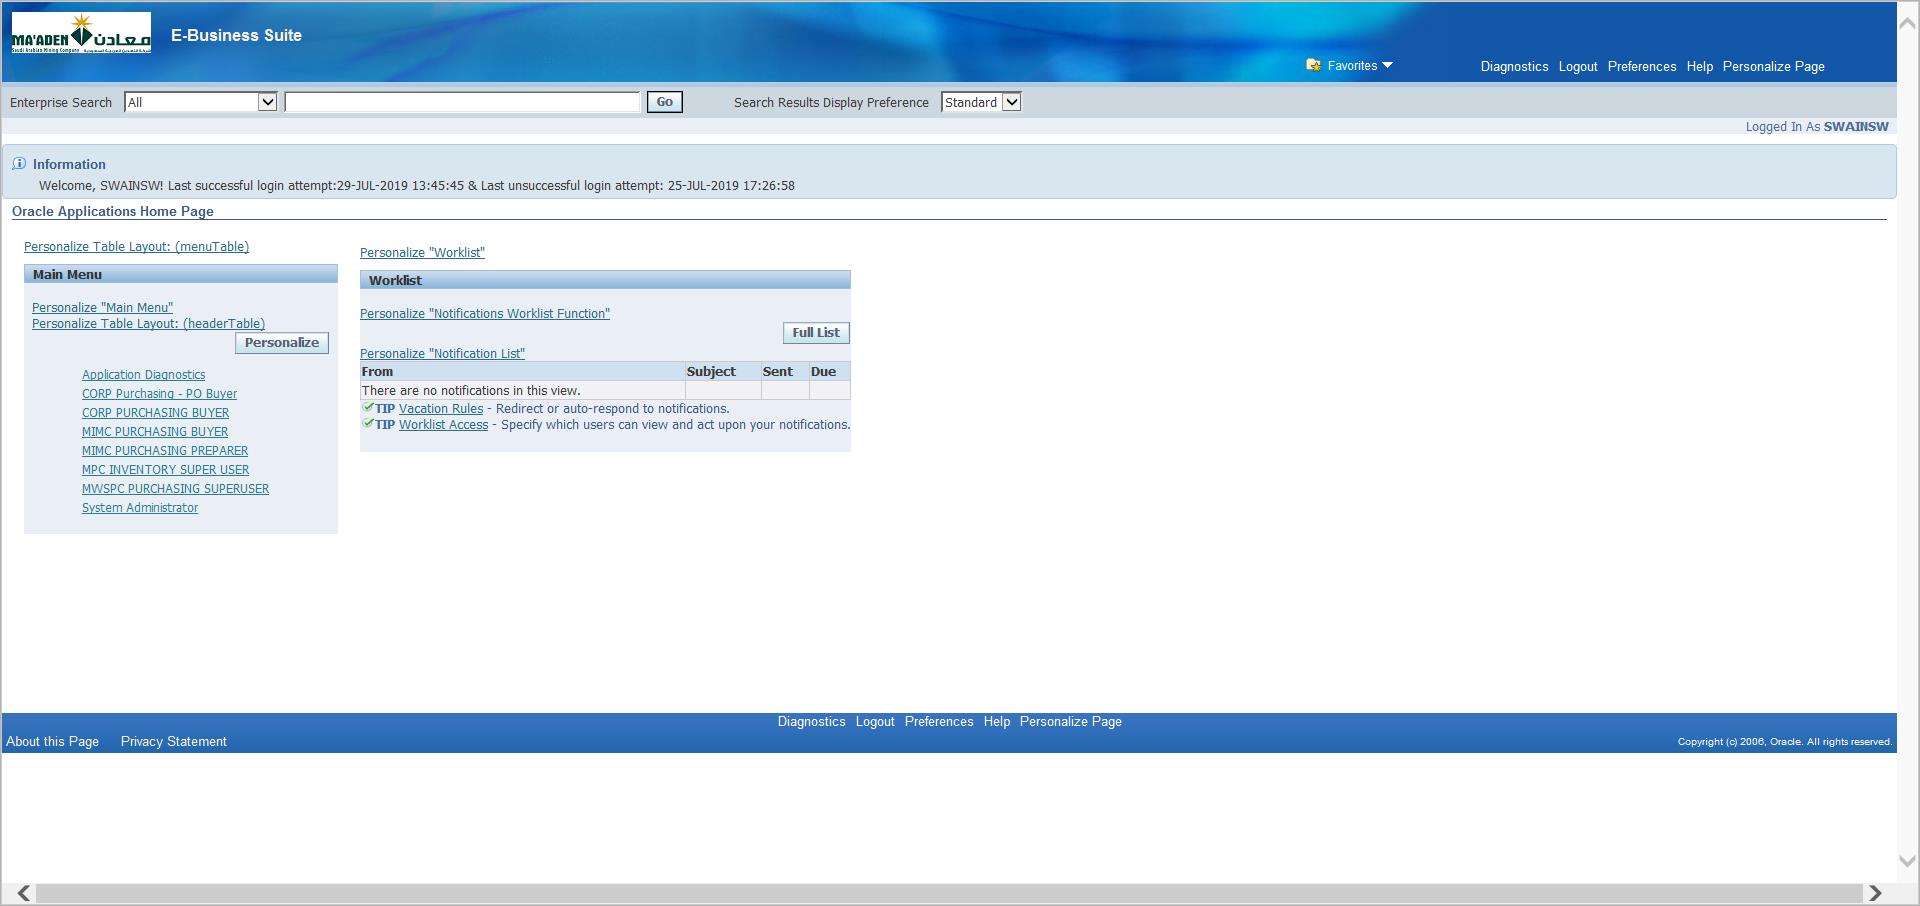 MA'ADEN معادن
Saudi Arabian Mining Company
E-Business Suite
Favorites
Diagnostics Logout Preferences Help Personalize Page
Enterprise Search All Go Search Results Display Preference Standard
Logged In As SWAINSW
Information
Welcome, SWAINSW! Last successful login attempt:29-JUL-2019 13:45:45 & Last unsuccessful login attempt: 25-JUL-2019 17:26:58
Oracle Applications Home Page
Personalize Table Layout: (menuTable)
Main Menu
Personalize "Main Menu"
Personalize Table Layout: (headerTable)
Personalize
Application Diagnostics
CORP Purchasing - PO Buyer
CORP PURCHASING BUYER
MIMC PURCHASING BUYER
MIMC PURCHASING PREPARER
MPC INVENTORY SUPER USER
MWSPC PURCHASING SUPERUSER
System Administrator
Personalize "Worklist"
Worklist
Personalize "Notifications Worklist Function"
Full List
Personalize "Notification List"
From Subject Sent Due
There are no notifications in this view.
TIP Vacation Rules - Redirect or auto-respond to notifications.
TIP Worklist Access - Specify which users can view and act upon your notifications.
Diagnostics Logout Preferences Help Personalize Page
About this Page Privacy Statement
Copyright (c) 2006, Oracle. All rights reserved.